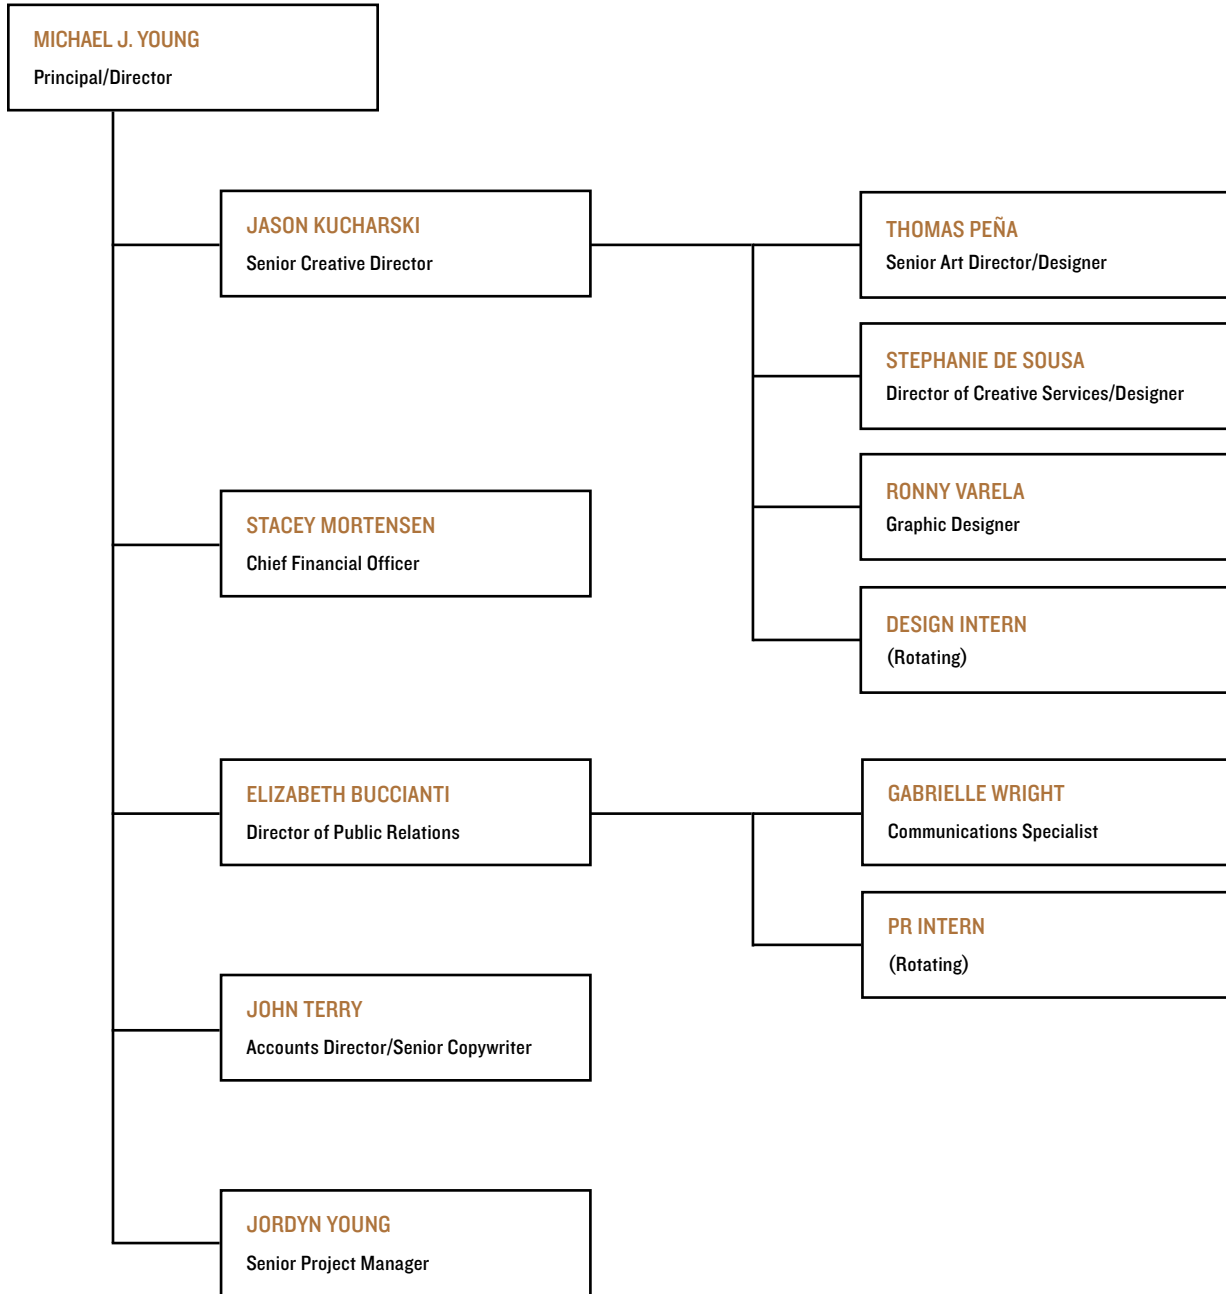 MICHAEL J. YOUNG
Principal/Director
JASON KUCHARSKI
Senior Creative Director
THOMAS PEÑA
Senior Art Director/Designer
STEPHANIE DE SOUSA
Director of Creative Services/Designer
RONNY VARELA
Graphic Designer
DESIGN INTERN
(Rotating)
STACEY MORTENSEN
Chief Financial Officer
ELIZABETH BUCCIANTI
Director of Public Relations
GABRIELLE WRIGHT
Communications Specialist
PR INTERN
(Rotating)
JOHN TERRY
Accounts Director/Senior Copywriter
JORDYN YOUNG
Senior Project Manager